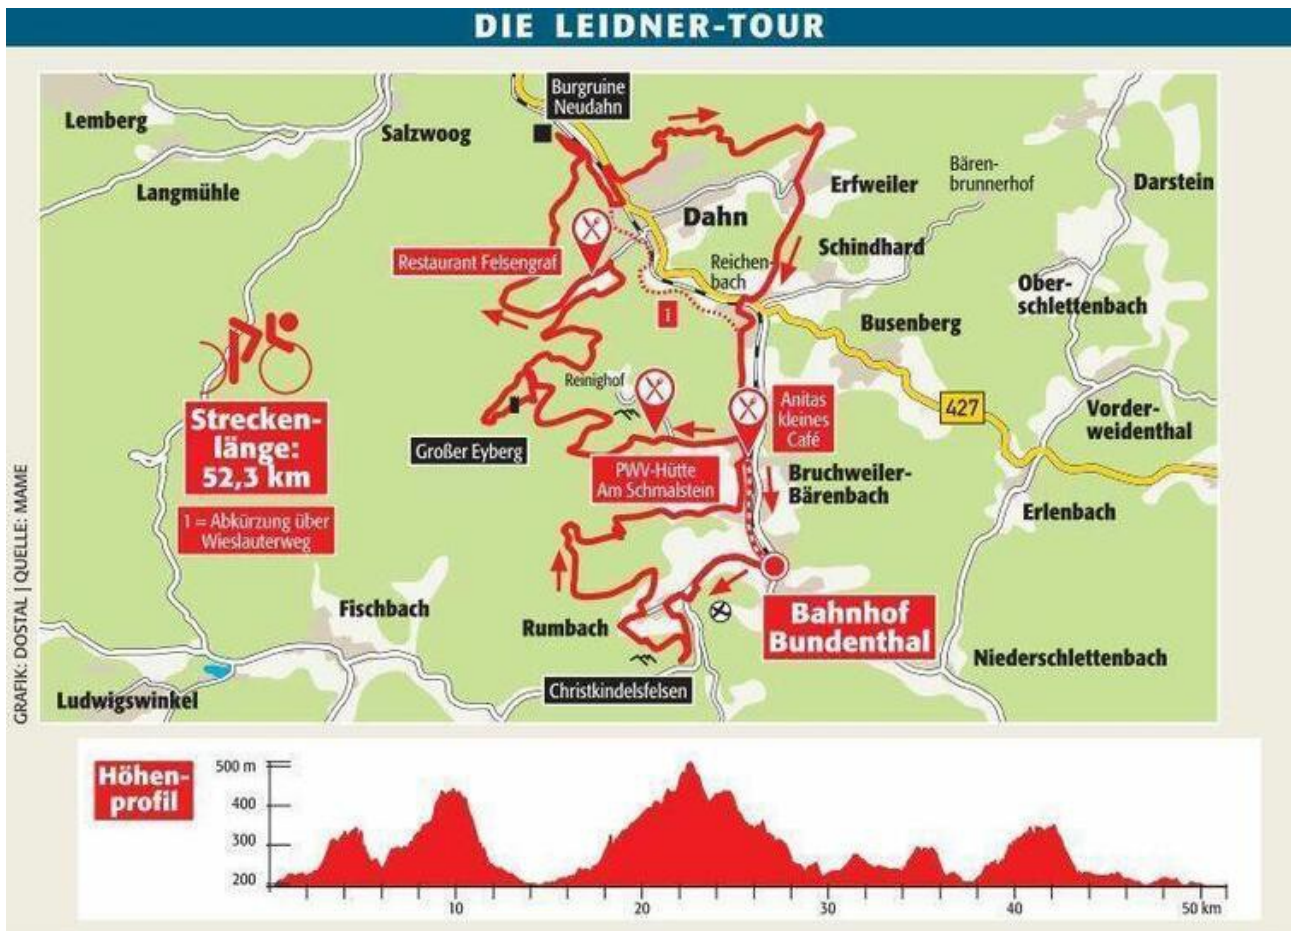 DIE LEIDNER-TOUR
Burgruine
Neudahn
Lemberg
Salzwoog
Langmühle
Bären-
brunnerhof
Erfweiler
Darstein
Dahn
Schindhard
Restaurant Felsengraf
Reichen-
bach
Ober-
schlettenbach
1
Busenberg
Reinighof
Strecken-
länge:
52,3 km
Anitas
kleines
Café
427
Vorder-
weidenthal
Großer Eyberg
PWV-Hütte
Am Schmalstein
Bruchweiler-
Bärenbach
1 = Abkürzung über
Wieslauterweg
Erlenbach
Fischbach
Rumbach
Bahnhof
Bundenthal
Niederschlettenbach
Christkindelsfelsen
Ludwigswinkel
GRAFIK: DOSTAL | QUELLE: MAME
Höhen-
profil
500 m
400
300
200
10
20
30
40
50 km